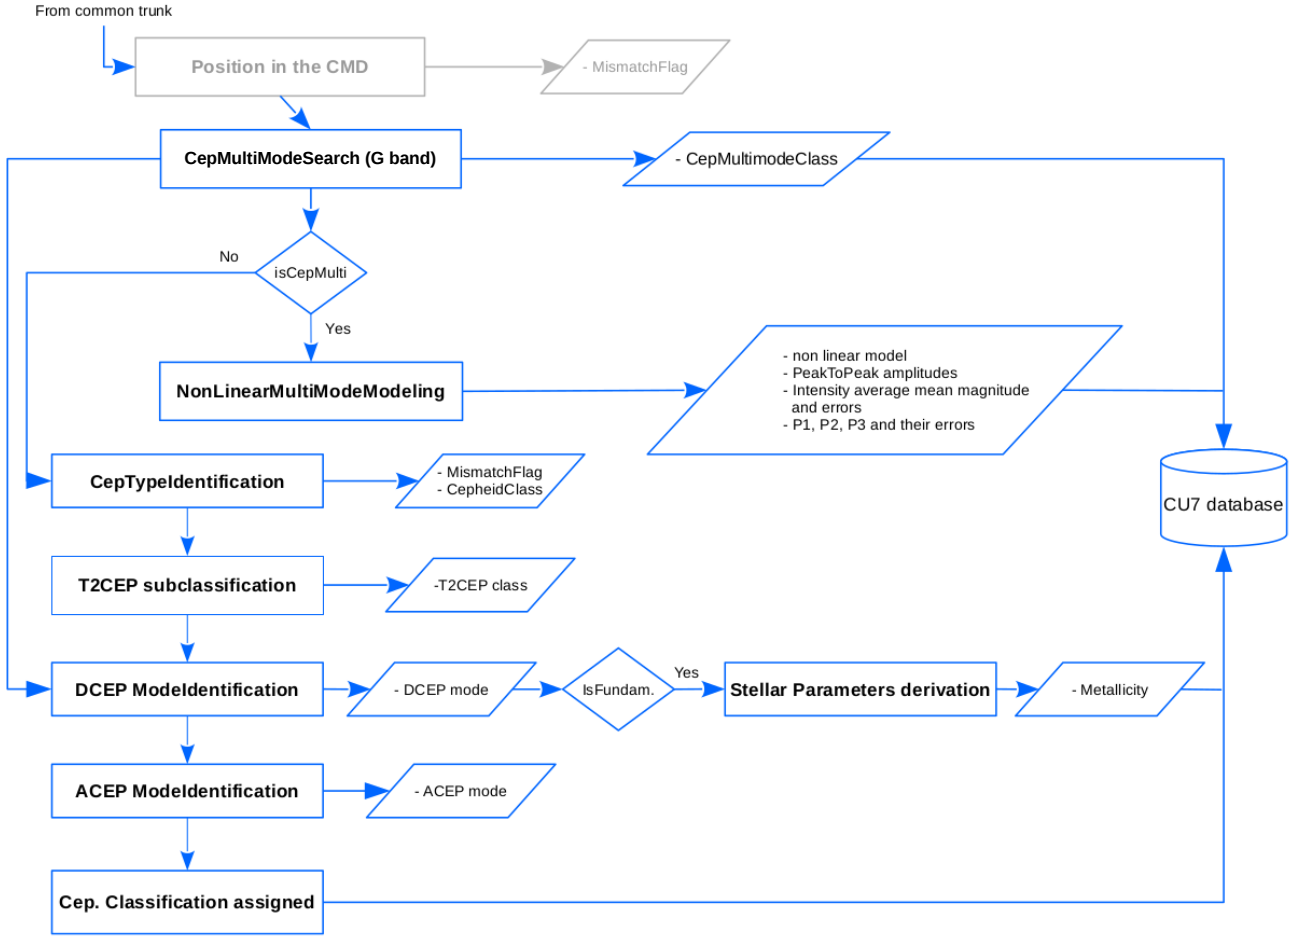 From common trunk
Position in the CMD
- MismatchFlag
CepMultiModeSearch (G band)
- CepMultimodeClass
No
isCepMulti
Yes
NonLinearMultiModeModeling
- non linear model
- PeakToPeak amplitudes
- Intensity average mean magnitude
and errors
- P1, P2, P3 and their errors
CepTypeIdentification
- MismatchFlag
- CepheidClass
CU7 database
T2CEP subclassification
-T2CEP class
DCEP ModeIdentification
- DCEP mode
IsFundam.
Yes
Stellar Parameters derivation
- Metallicity
ACEP ModeIdentification
- ACEP mode
Cep. Classification assigned